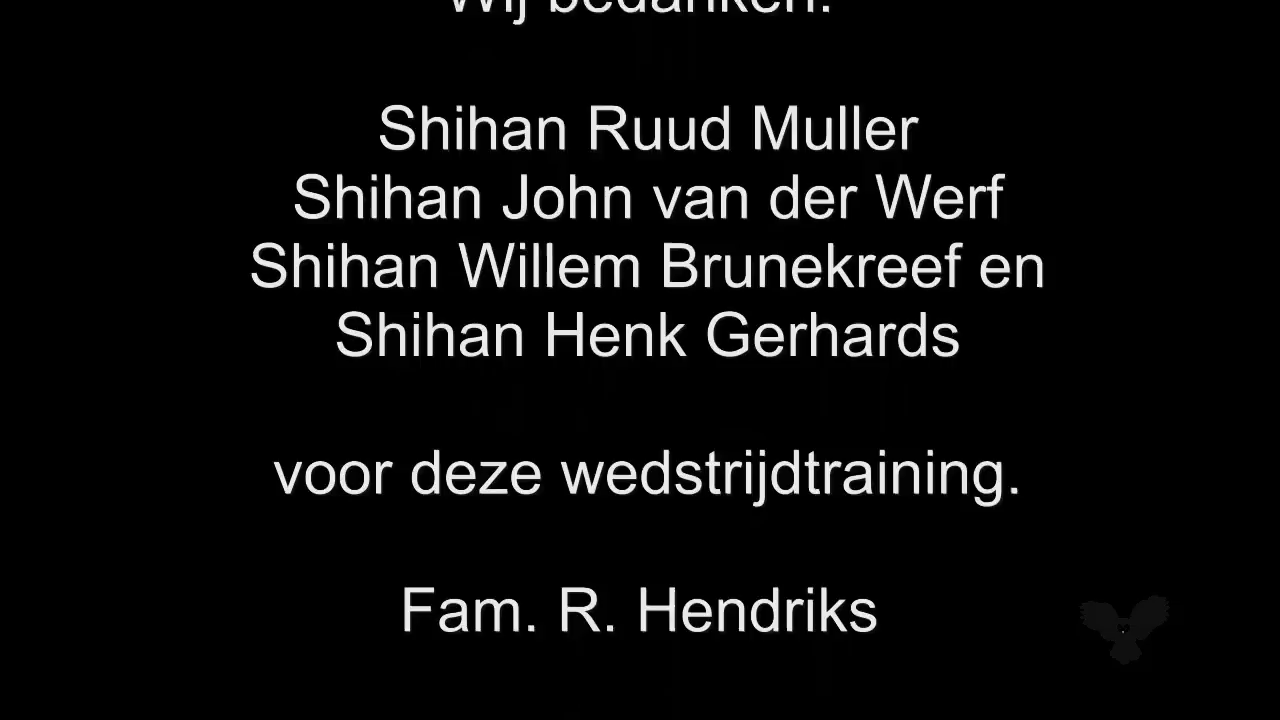 Wij bedanken:
Shihan Ruud Muller
Shihan John van der Werf
Shihan Willem Brunekreef en
Shihan Henk Gerhards
voor deze wedstrijdtraining.
Fam. R. Hendriks